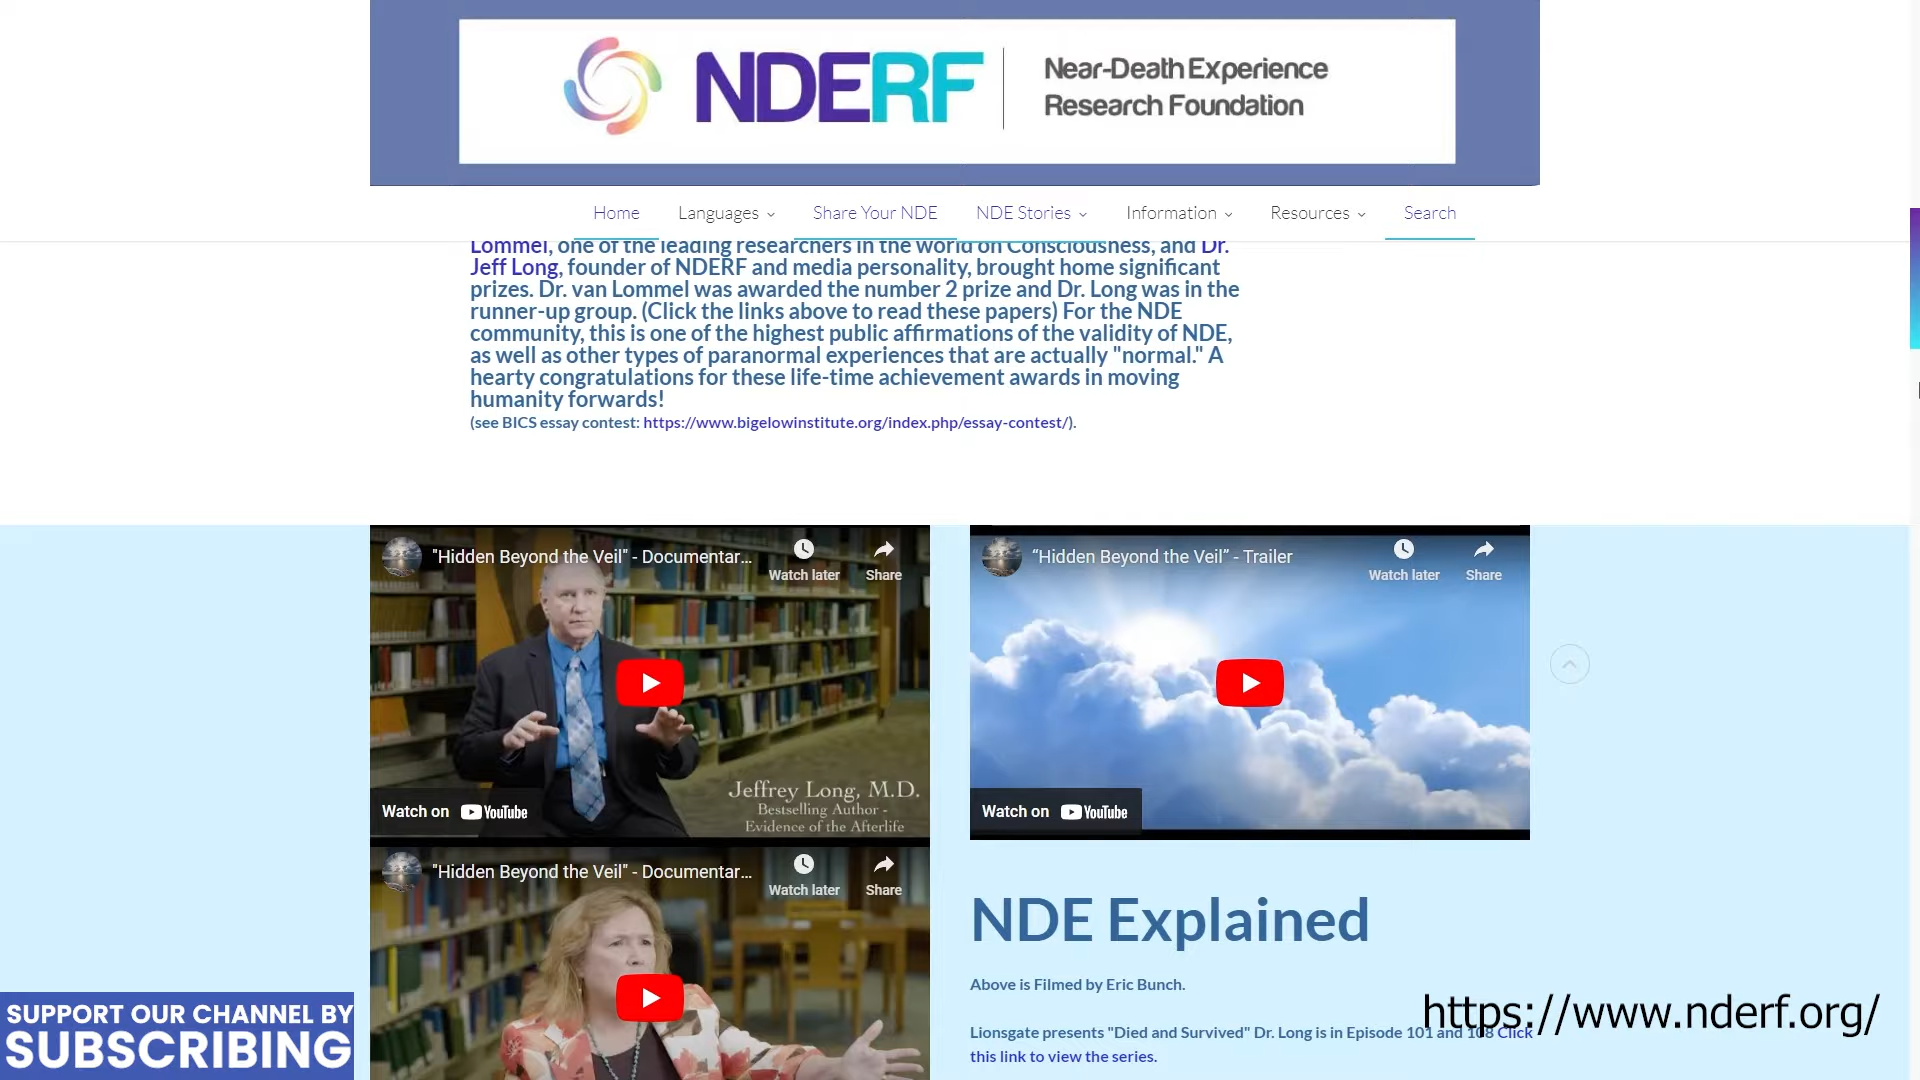 NDERF
Near-Death Experience
Research Foundation
Home
Languages
Share Your NDE
NDE Stories
Information
Resources
Search
Lommel, one of the leading researchers in the world on Consciousness, and Dr.
Jeff Long, founder of NDERF and media personality, brought home significant
prizes. Dr. van Lommel was awarded the number 2 prize and Dr. Long was in the
runner-up group. (Click the links above to read these papers) For the NDE
community, this is one of the highest public affirmations of the validity of NDE,
as well as other types of paranormal experiences that are actually "normal." A
hearty congratulations for these life-time achievement awards in moving
humanity forwards!
(see BICS essay contest: https://www.bigelowinstitute.org/index.php/essay-contest/).
"Hidden Beyond the Veil" - Documentar...
Watch later
Share
Jeffrey Long, M.D.
Bestselling Author -
Evidence of the Afterlife
Watch on YouTube
“Hidden Beyond the Veil” - Trailer
Watch later
Share
Watch on YouTube
"Hidden Beyond the Veil" - Documentar...
Watch later
Share
NDE Explained
Above is Filmed by Eric Bunch.
Lionsgate presents "Died and Survived" Dr. Long is in Episode 101 and 108 Click
this link to view the series.
https://www.nderf.org/
SUPPORT OUR CHANNEL BY
SUBSCRIBING